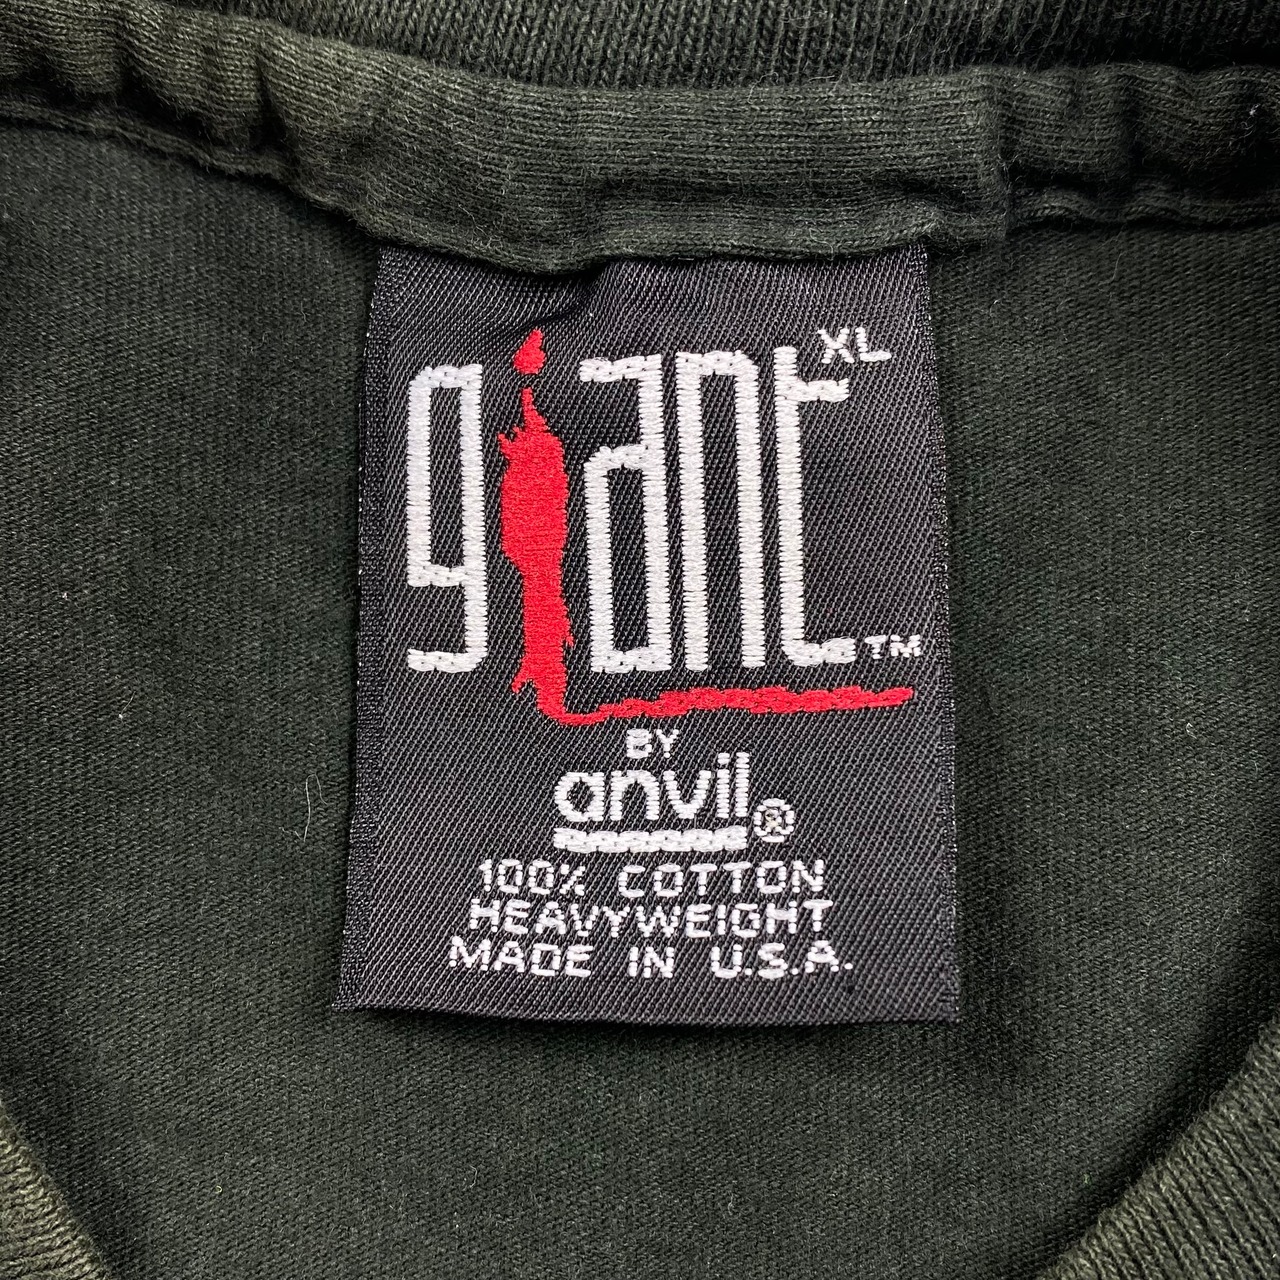 giant XL ™
BY
anvil ®
100% COTTON
HEAVYWEIGHT
MADE IN U.S.A.